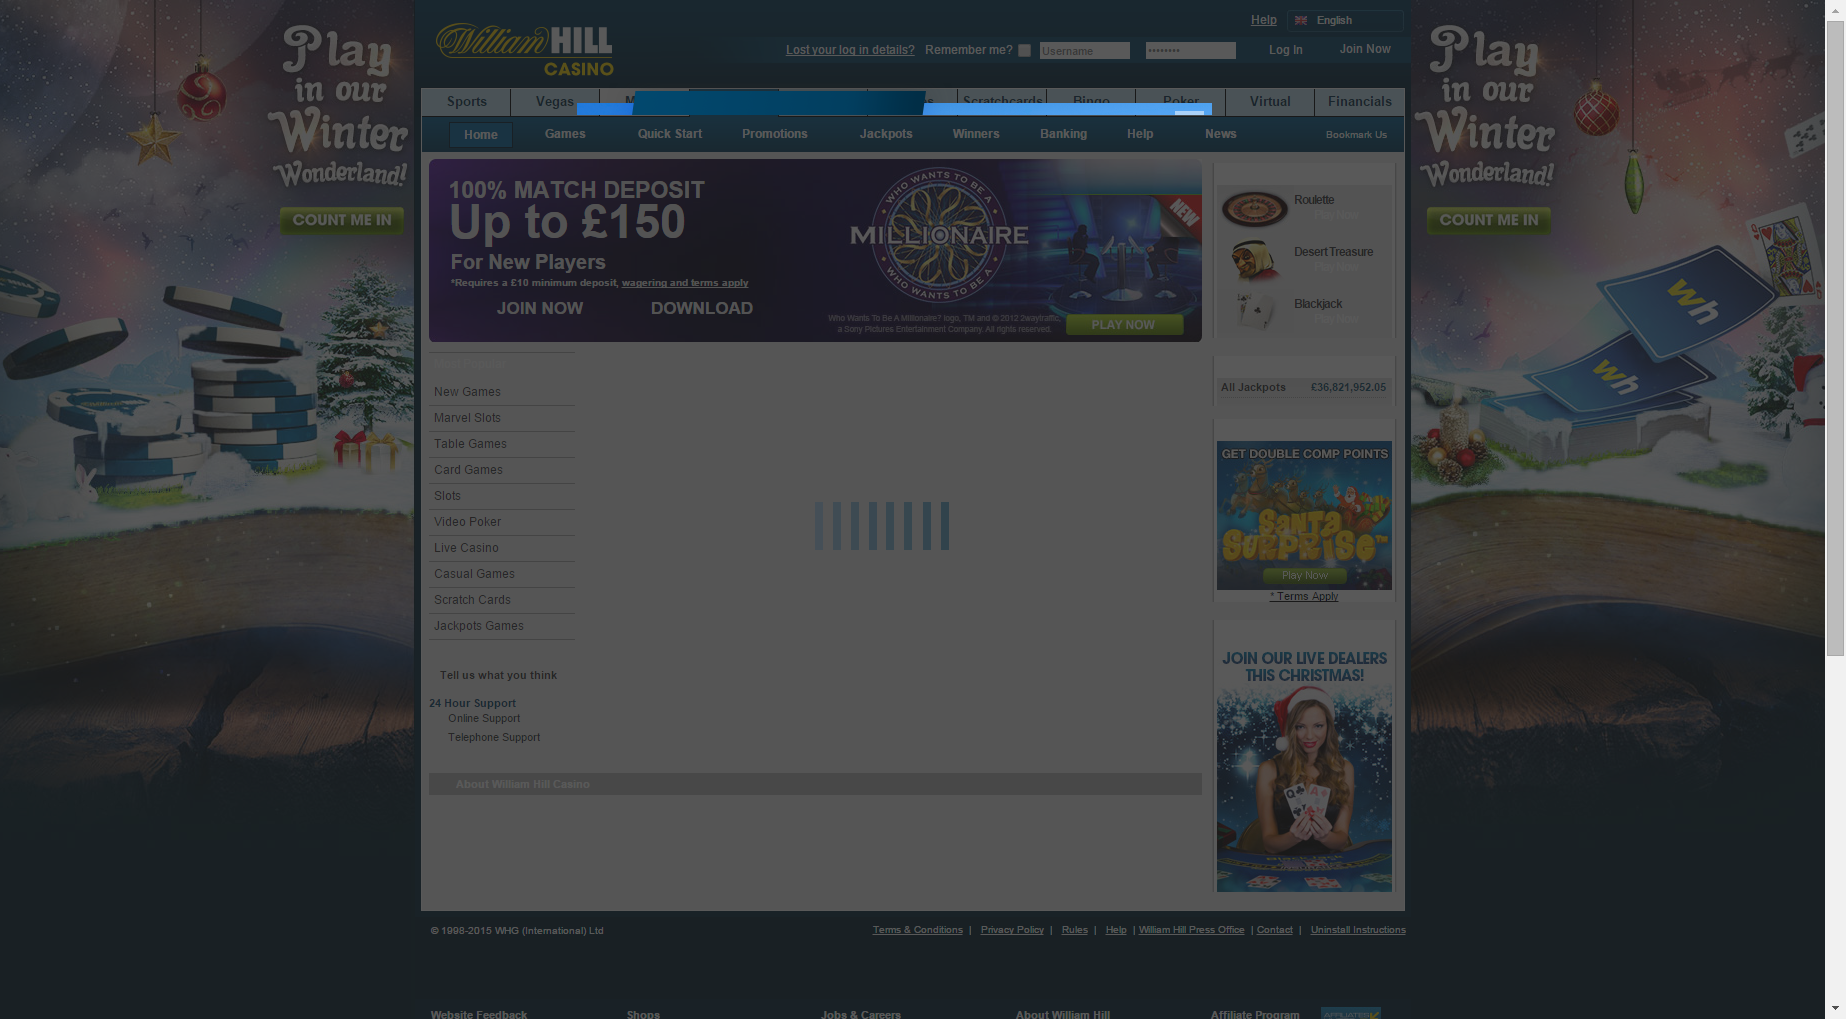 Play
in our
Winter
Wonderland!
COUNT ME IN
William HILL
CASINO
Help
English
Lost your log in details?
Remember me?
Username
Log In
Join Now
Sports
Vegas
Scratchcards
Bingo
Poker
Virtual
Financials
Home
Games
Quick Start
Promotions
Jackpots
Winners
Banking
Help
News
Bookmark Us
100% MATCH DEPOSIT
Up to £150
For New Players
*Requires a £10 minimum deposit, wagering and terms apply
JOIN NOW
DOWNLOAD
WHO WANTS TO BE A
MILLIONAIRE
WHO WANTS TO BE A
NEW
Who Wants To Be A Millionaire? logo, TM and © 2012 2waytraffic,
a Sony Pictures Entertainment Company. All rights reserved.
PLAY NOW
Roulette
Play Now
Desert Treasure
Play Now
Blackjack
Play Now
All Jackpots £36,821,952.05
New Games
Marvel Slots
Table Games
Card Games
Slots
Video Poker
Live Casino
Casual Games
Scratch Cards
Jackpots Games
Tell us what you think
24 Hour Support
Online Support
Telephone Support
About William Hill Casino
GET DOUBLE COMP POINTS
SANTA
SURPRISE™
Play Now
* Terms Apply
JOIN OUR LIVE DEALERS
THIS CHRISTMAS!
Play
in our
Winter
Wonderland!
COUNT ME IN
wh
wh
© 1998-2015 WHG (International) Ltd
Terms & Conditions | Privacy Policy | Rules | Help | William Hill Press Office | Contact | Uninstall Instructions
Website Feedback
Shops
Jobs & Careers
About William Hill
Affiliate Program
AFFILIATES